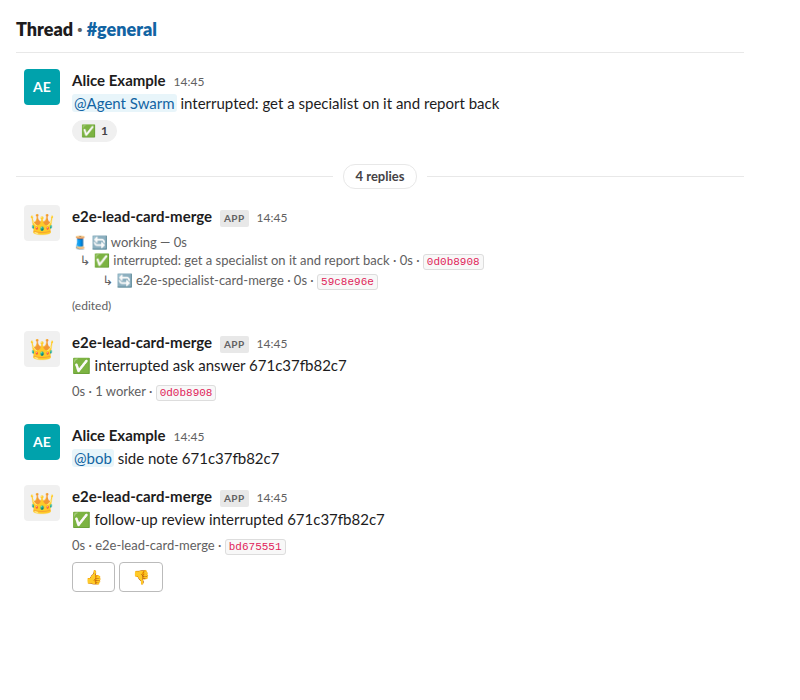 Thread • #general
AE
Alice Example 14:45
@Agent Swarm interrupted: get a specialist on it and report back
✅ 1
4 replies
e2e-lead-card-merge APP 14:45
🧵 🔄 working — 0s
↳ ✅ interrupted: get a specialist on it and report back · 0s · 0d0b8908
↳ 🔄 e2e-specialist-card-merge · 0s · 59c8e96e
(edited)
e2e-lead-card-merge APP 14:45
✅ interrupted ask answer 671c37fb82c7
0s · 1 worker · 0d0b8908
AE
Alice Example 14:45
@bob side note 671c37fb82c7
e2e-lead-card-merge APP 14:45
✅ follow-up review interrupted 671c37fb82c7
0s · e2e-lead-card-merge · bd675551
👍 👎